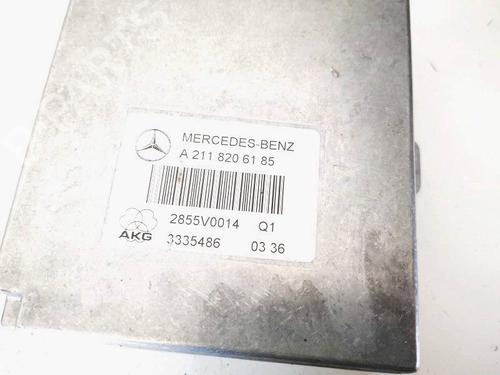 MERCEDES-BENZ
A 211 820 61 85
2855V0014 Q1
AKG 3335486 03 36